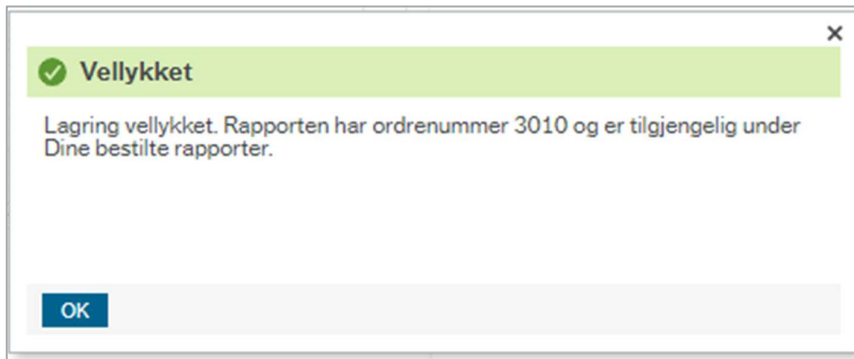 Vellykket
Lagring vellykket. Rapporten har ordrenummer 3010 og er tilgjengelig under
Dine bestilte rapporter.
OK